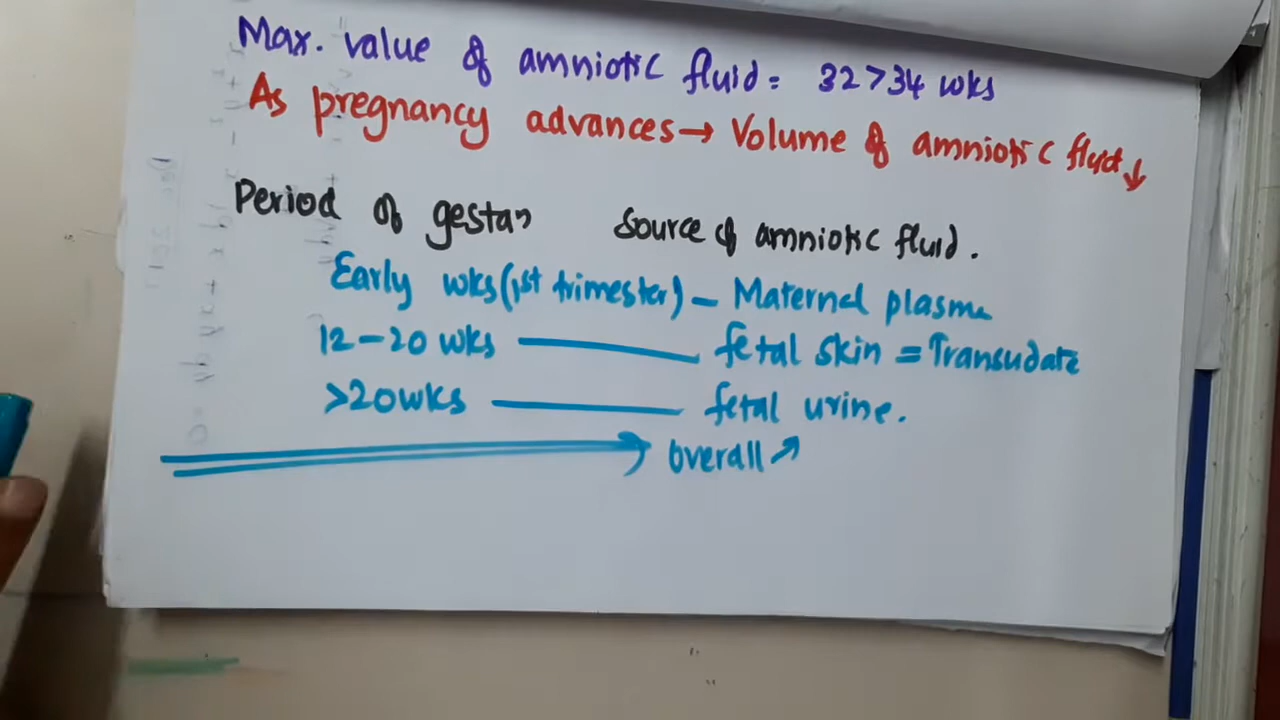 Max. value of amniotic fluid = 32>34 wks
As pregnancy advances → Volume of amniotic fluid ↓
Period of gestan Source of amniotic fluid.
Early wks (1st trimester) – Maternal plasma
12-20 wks — fetal skin = Transudate
>20wks — fetal urine.
→ overall ↗